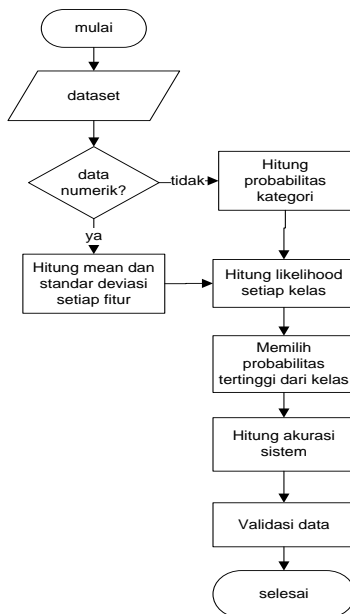 mulai
dataset
data
numerik?
tidak
Hitung
probabilitas
kategori
ya
Hitung mean dan
standar deviasi
setiap fitur
Hitung likelihood
setiap kelas
Memilih
probabilitas
tertinggi dari kelas
Hitung akurasi
sistem
Validasi data
selesai